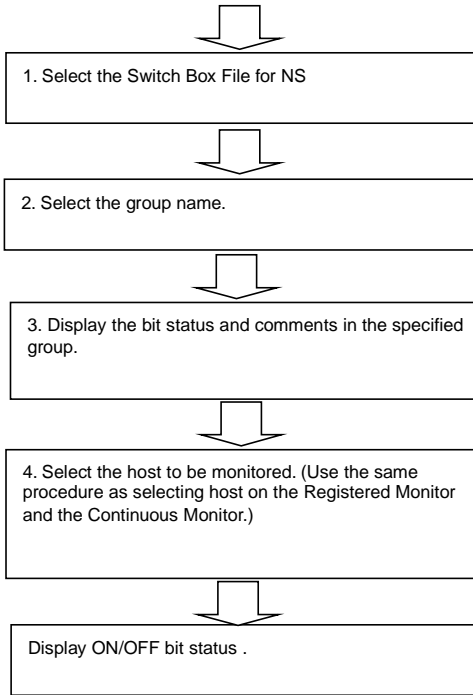 1. Select the Switch Box File for NS
2. Select the group name.
3. Display the bit status and comments in the specified
group.
4. Select the host to be monitored. (Use the same
procedure as selecting host on the Registered Monitor
and the Continuous Monitor.)
Display ON/OFF bit status .